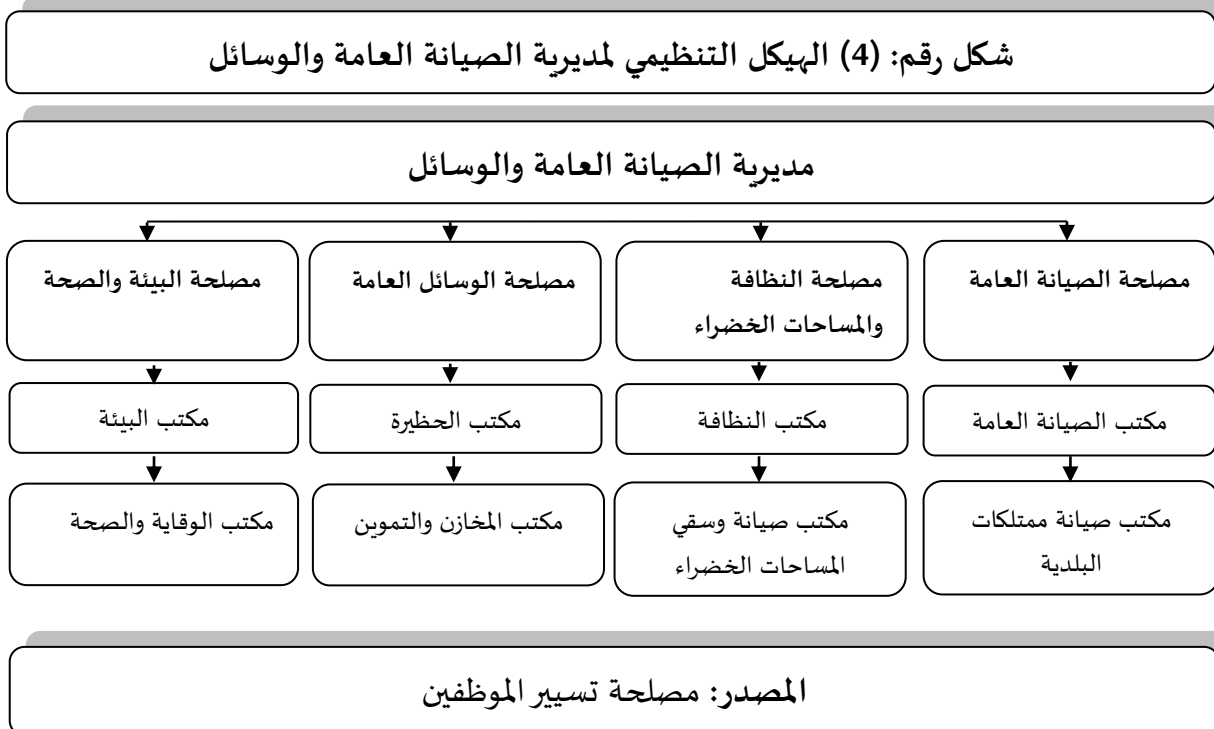 شكل رقم: (4) الهيكل التنظيمي لمديرية الصيانة العامة والوسائل
مديرية الصيانة العامة والوسائل
مصلحة الصيانة العامة
مصلحة النظافة
والمساحات الخضراء
مصلحة الوسائل العامة
مصلحة البيئة والصحة
مكتب الصيانة العامة
مكتب النظافة
مكتب الحظيرة
مكتب البيئة
مكتب صيانة ممتلكات
البلدية
مكتب صيانة وسقي
المساحات الخضراء
مكتب المخازن والتموين
مكتب الوقاية والصحة
المصدر: مصلحة تسيير الموظفين